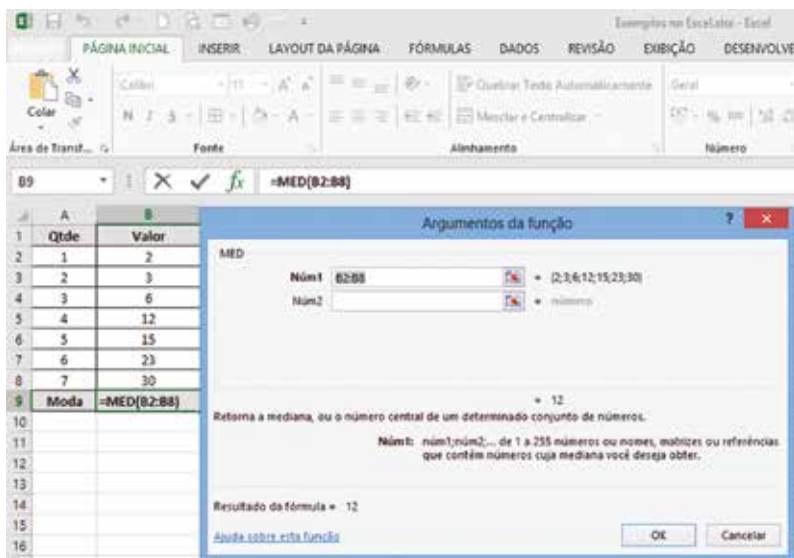 Exemplos no Excel.xlsx - Excel
PÁGINA INICIAL INSERIR LAYOUT DA PÁGINA FÓRMULAS DADOS REVISÃO EXIBIÇÃO DESENVOLVE
Colar
Calibri 11 A A
Quebrar Texto Automaticamente
Geral
N I S A
Mesclar e Centralizar
%
Área de Transf... Fonte Alinhamento Número
B9 fx =MED(B2:B8)
A B
1 Qtde Valor
2 1 2
3 2 3
4 3 6
5 4 12
6 5 15
7 6 23
8 7 30
9 Moda =MED(B2:B8)
10
11
12
13
14
15
16
Argumentos da função ? ×
MED
Núm1 B2:B8 = {2;3;6;12;15;23;30}
Núm2 = número
= 12
Retorna a mediana, ou o número central de um determinado conjunto de números.
Núm1: núm1;núm2;... de 1 a 255 números ou nomes, matrizes ou referências
que contêm números cuja mediana você deseja obter.
Resultado da fórmula = 12
Ajuda sobre esta função
OK Cancelar